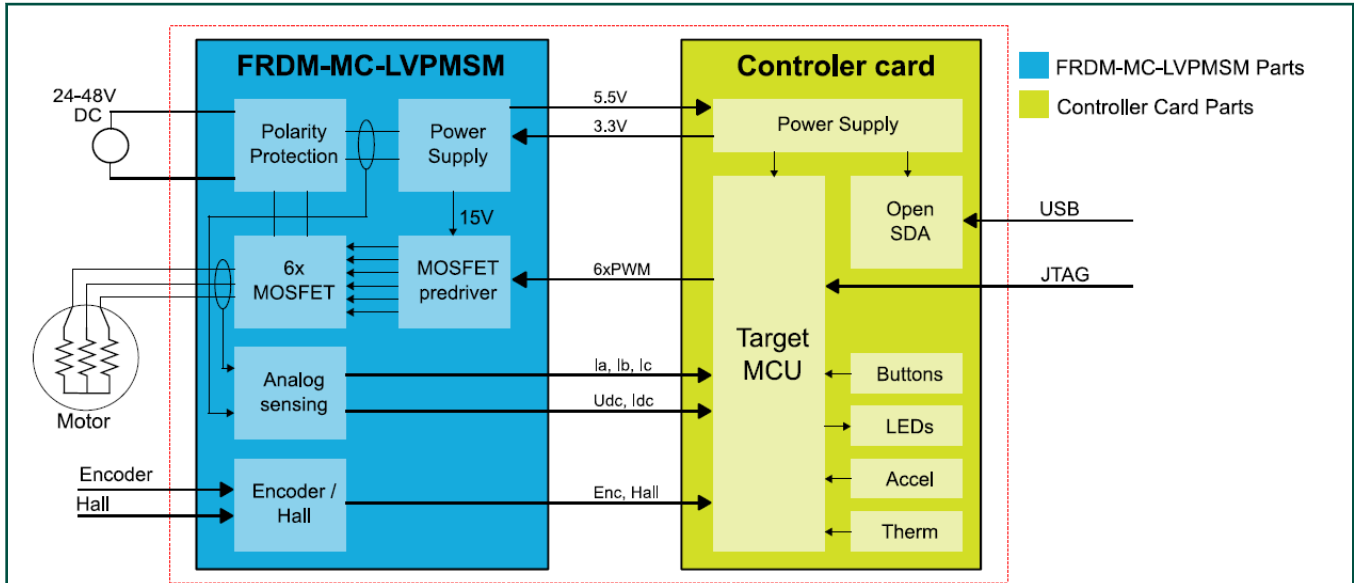 FRDM-MC-LVPMSM
Controler card
FRDM-MC-LVPMSM Parts
Controller Card Parts
24-48V
DC
Polarity
Protection
Power
Supply
5.5V
3.3V
Power Supply
15V
Open
SDA
USB
JTAG
6x
MOSFET
MOSFET
predriver
6xPWM
Target
MCU
Motor
Analog
sensing
Ia, Ib, Ic
Udc, Idc
Buttons
LEDs
Accel
Therm
Encoder
Hall
Encoder /
Hall
Enc, Hall